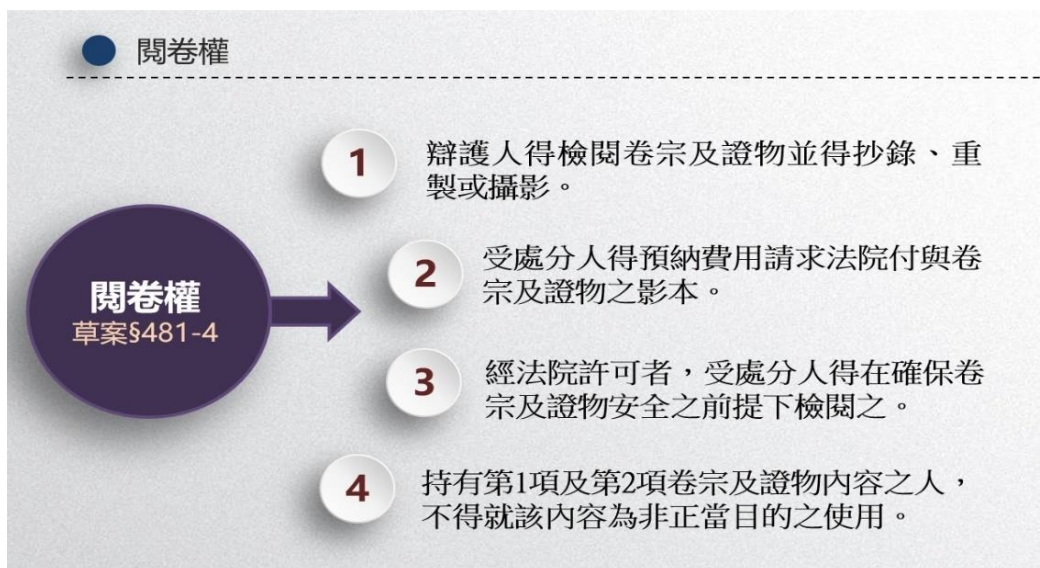 閱卷權
閱卷權
草案§481-4
1
辯護人得檢閱卷宗及證物並得抄錄、重
製或攝影。
2
受處分人得預納費用請求法院付與卷
宗及證物之影本。
3
經法院許可者，受處分人得在確保卷
宗及證物安全之前提下檢閱之。
4
持有第1項及第2項卷宗及證物內容之人，
不得就該內容為非正當目的之使用。